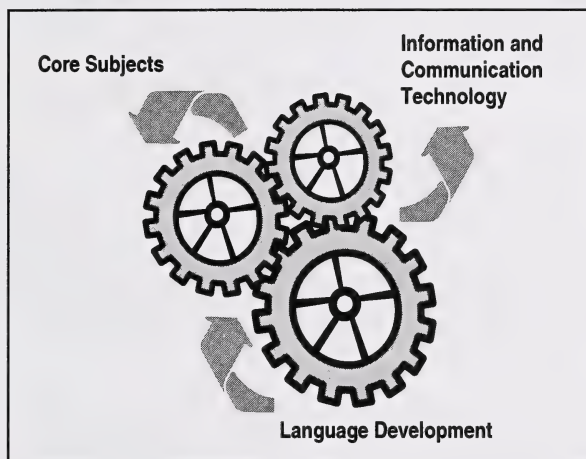 Core Subjects
Information and
Communication
Technology
Language Development